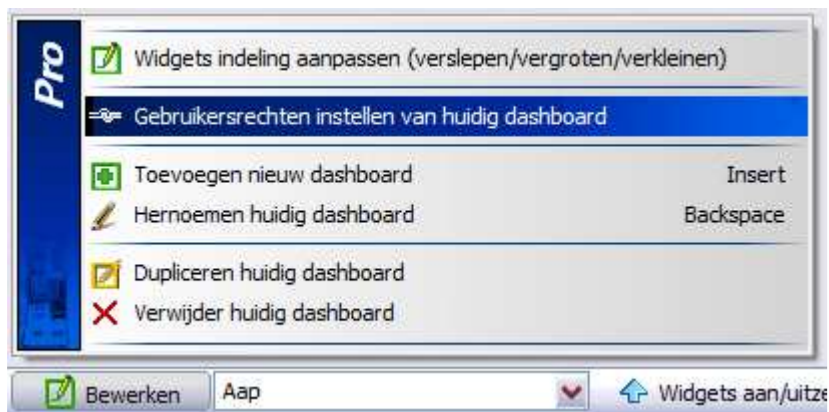 Pro
Widgets indeling aanpassen (verslepen/vergroten/verkleinen)
Gebruikersrechten instellen van huidig dashboard
Toevoegen nieuw dashboard Insert
Hernoemen huidig dashboard Backspace
Dupliceren huidig dashboard
Verwijder huidig dashboard
Bewerken Aap Widgets aan/uitze